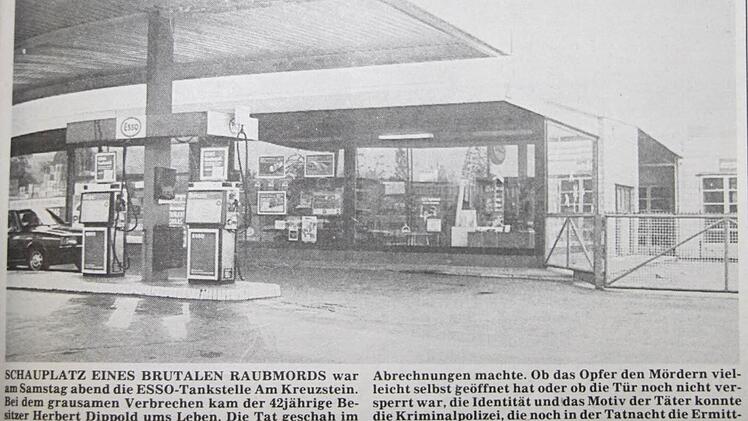 ESSO
ESSO
SCHAUPLATZ EINES BRUTALEN RAUBMORDS war
am Samstag abend die ESSO-Tankstelle Am Kreuzstein.
Bei dem grausamen Verbrechen kam der 42jährige Be-
sitzer Herbert Dippold ums Leben. Die Tat geschah im
Abrechnungen machte. Ob das Opfer den Mördern viel-
leicht selbst geöffnet hat oder ob die Tür noch nicht ver-
sperrt war, die Identität und das Motiv der Täter konnte
die Kriminalpolizei, die noch in der Tatnacht die Ermitt-